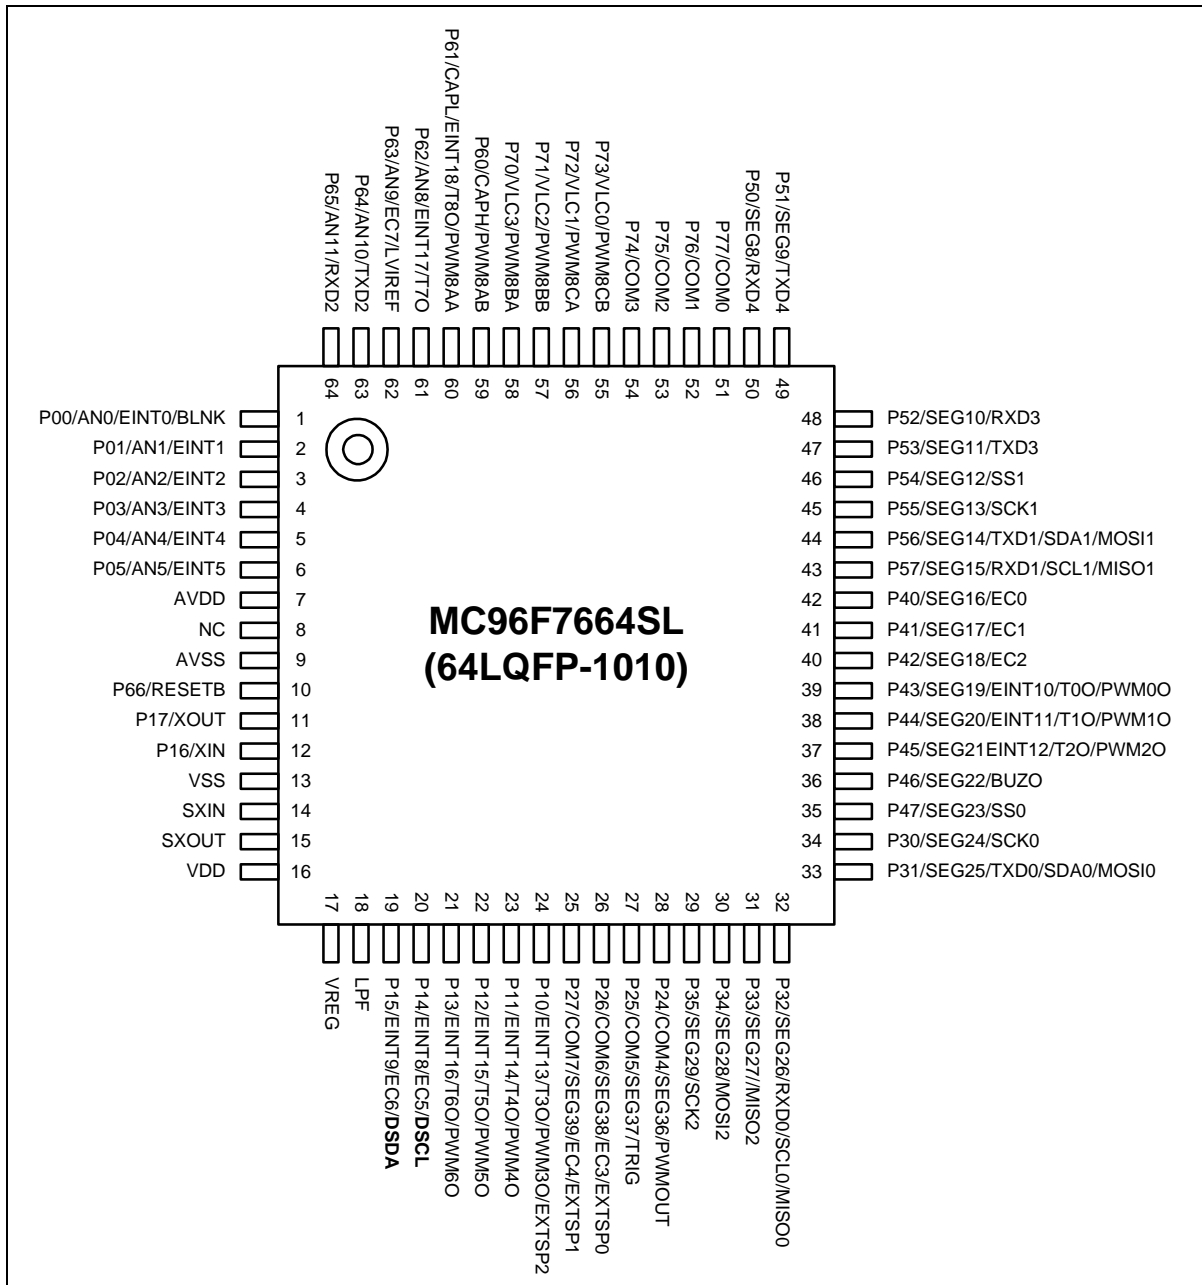 P65/AN11/RXD2
P64/AN10/TXD2
P63/AN9/EC7/LVIREF
P62/AN8/EINT17/T7O
P61/CAPL/EINT18/T8O/PWM8AA
P60/CAPH/PWM8AB
P70/VLC3/PWM8BA
P71/VLC2/PWM8BB
P72/VLC1/PWM8CA
P73/VLC0/PWM8CB
P74/COM3
P75/COM2
P76/COM1
P77/COM0
P50/SEG8/RXD4
P51/SEG9/TXD4
64
63
62
61
60
59
58
57
56
55
54
53
52
51
50
49
P00/AN0/EINT0/BLNK 1
P01/AN1/EINT1 2
P02/AN2/EINT2 3
P03/AN3/EINT3 4
P04/AN4/EINT4 5
P05/AN5/EINT5 6
AVDD 7
NC 8
AVSS 9
P66/RESETB 10
P17/XOUT 11
P16/XIN 12
VSS 13
SXIN 14
SXOUT 15
VDD 16
MC96F7664SL
(64LQFP-1010)
48 P52/SEG10/RXD3
47 P53/SEG11/TXD3
46 P54/SEG12/SS1
45 P55/SEG13/SCK1
44 P56/SEG14/TXD1/SDA1/MOSI1
43 P57/SEG15/RXD1/SCL1/MISO1
42 P40/SEG16/EC0
41 P41/SEG17/EC1
40 P42/SEG18/EC2
39 P43/SEG19/EINT10/T0O/PWM0O
38 P44/SEG20/EINT11/T1O/PWM1O
37 P45/SEG21EINT12/T2O/PWM2O
36 P46/SEG22/BUZO
35 P47/SEG23/SS0
34 P30/SEG24/SCK0
33 P31/SEG25/TXD0/SDA0/MOSI0
17
18
19
20
21
22
23
24
25
26
27
28
29
30
31
32
VREG
LPF
P15/EINT9/EC6/DSDA
P14/EINT8/EC5/DSCL
P13/EINT16/T6O/PWM6O
P12/EINT15/T5O/PWM5O
P11/EINT14/T4O/PWM4O
P10/EINT13/T3O/PWM3O/EXTSP2
P27/COM7/SEG39/EC4/EXTSP1
P26/COM6/SEG38/EC3/EXTSP0
P25/COM5/SEG37/TRIG
P24/COM4/SEG36/PWMOUT
P35/SEG29/SCK2
P34/SEG28/MOSI2
P33/SEG27//MISO2
P32/SEG26/RXD0/SCL0/MISO0